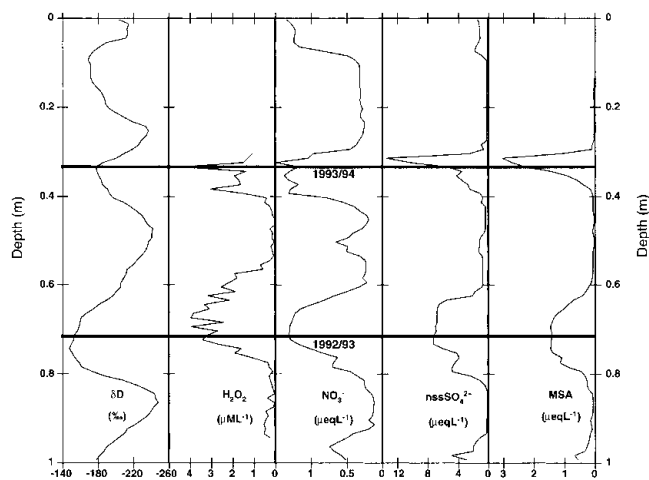 0
0.2
0.4
0.6
0.8
1
Depth (m)
0
0.2
0.4
0.6
0.8
1
Depth (m)
1993/94
1992/93
δD
(‰)
H₂O₂
(µML⁻¹)
NO₃⁻
(µeqL⁻¹)
nssSO₄²⁻
(µeqL⁻¹)
MSA
(µeqL⁻¹)
-140 -180 -220 -260
5 4 3 2 1 0
0.5 0
12 8 4 0
3 2 1 0